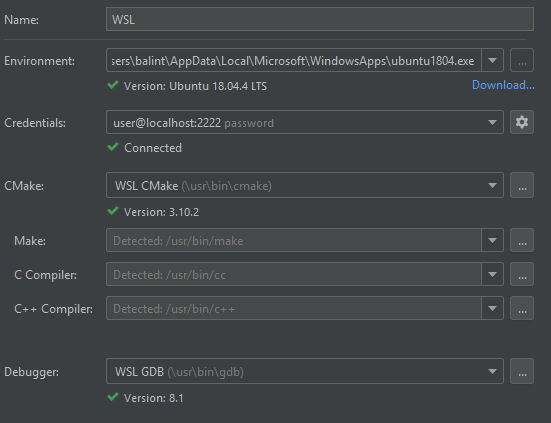 Name: WSL
Environment: sers\balint\AppData\Local\Microsoft\WindowsApps\ubuntu1804.exe ...
Version: Ubuntu 18.04.4 LTS Download...
Credentials: user@localhost:2222 password
Connected
CMake: WSL CMake (\usr\bin\cmake) ...
Version: 3.10.2
Make: Detected: /usr/bin/make ...
C Compiler: Detected: /usr/bin/cc ...
C++ Compiler: Detected: /usr/bin/c++ ...
Debugger: WSL GDB (\usr\bin\gdb) ...
Version: 8.1